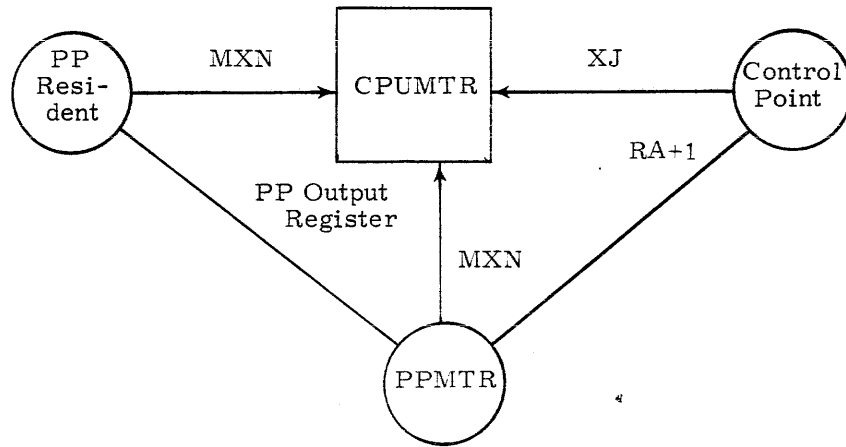 PP
Resi-
dent
MXN
CPUMTR
XJ
Control
Point
RA+1
PP Output
Register
MXN
PPMTR